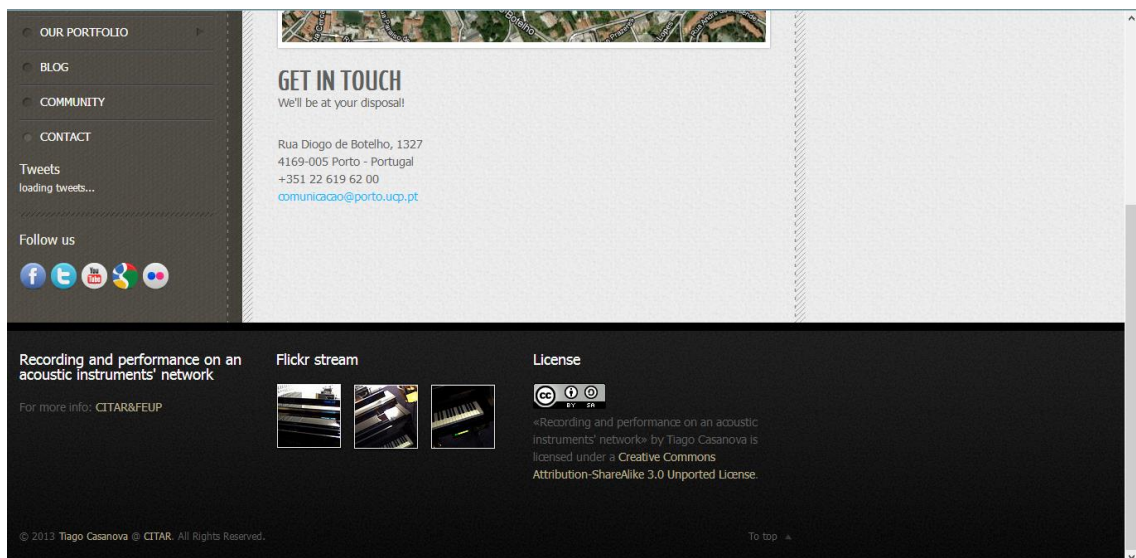 OUR PORTFOLIO
BLOG
COMMUNITY
CONTACT
Tweets
loading tweets...
Follow us
You
Tube
Botelho
GET IN TOUCH
We'll be at your disposal!
Rua Diogo de Botelho, 1327
4169-005 Porto - Portugal
+351 22 619 62 00
comunicacao@porto.ucp.pt
Recording and performance on an
acoustic instruments' network
For more info: CITAR&FEUP
Flickr stream
License
cc
BY SA
«Recording and performance on an acoustic
instruments' network» by Tiago Casanova is
licensed under a Creative Commons
Attribution-ShareAlike 3.0 Unported License.
© 2013 Tiago Casanova @ CITAR. All Rights Reserved.
To top